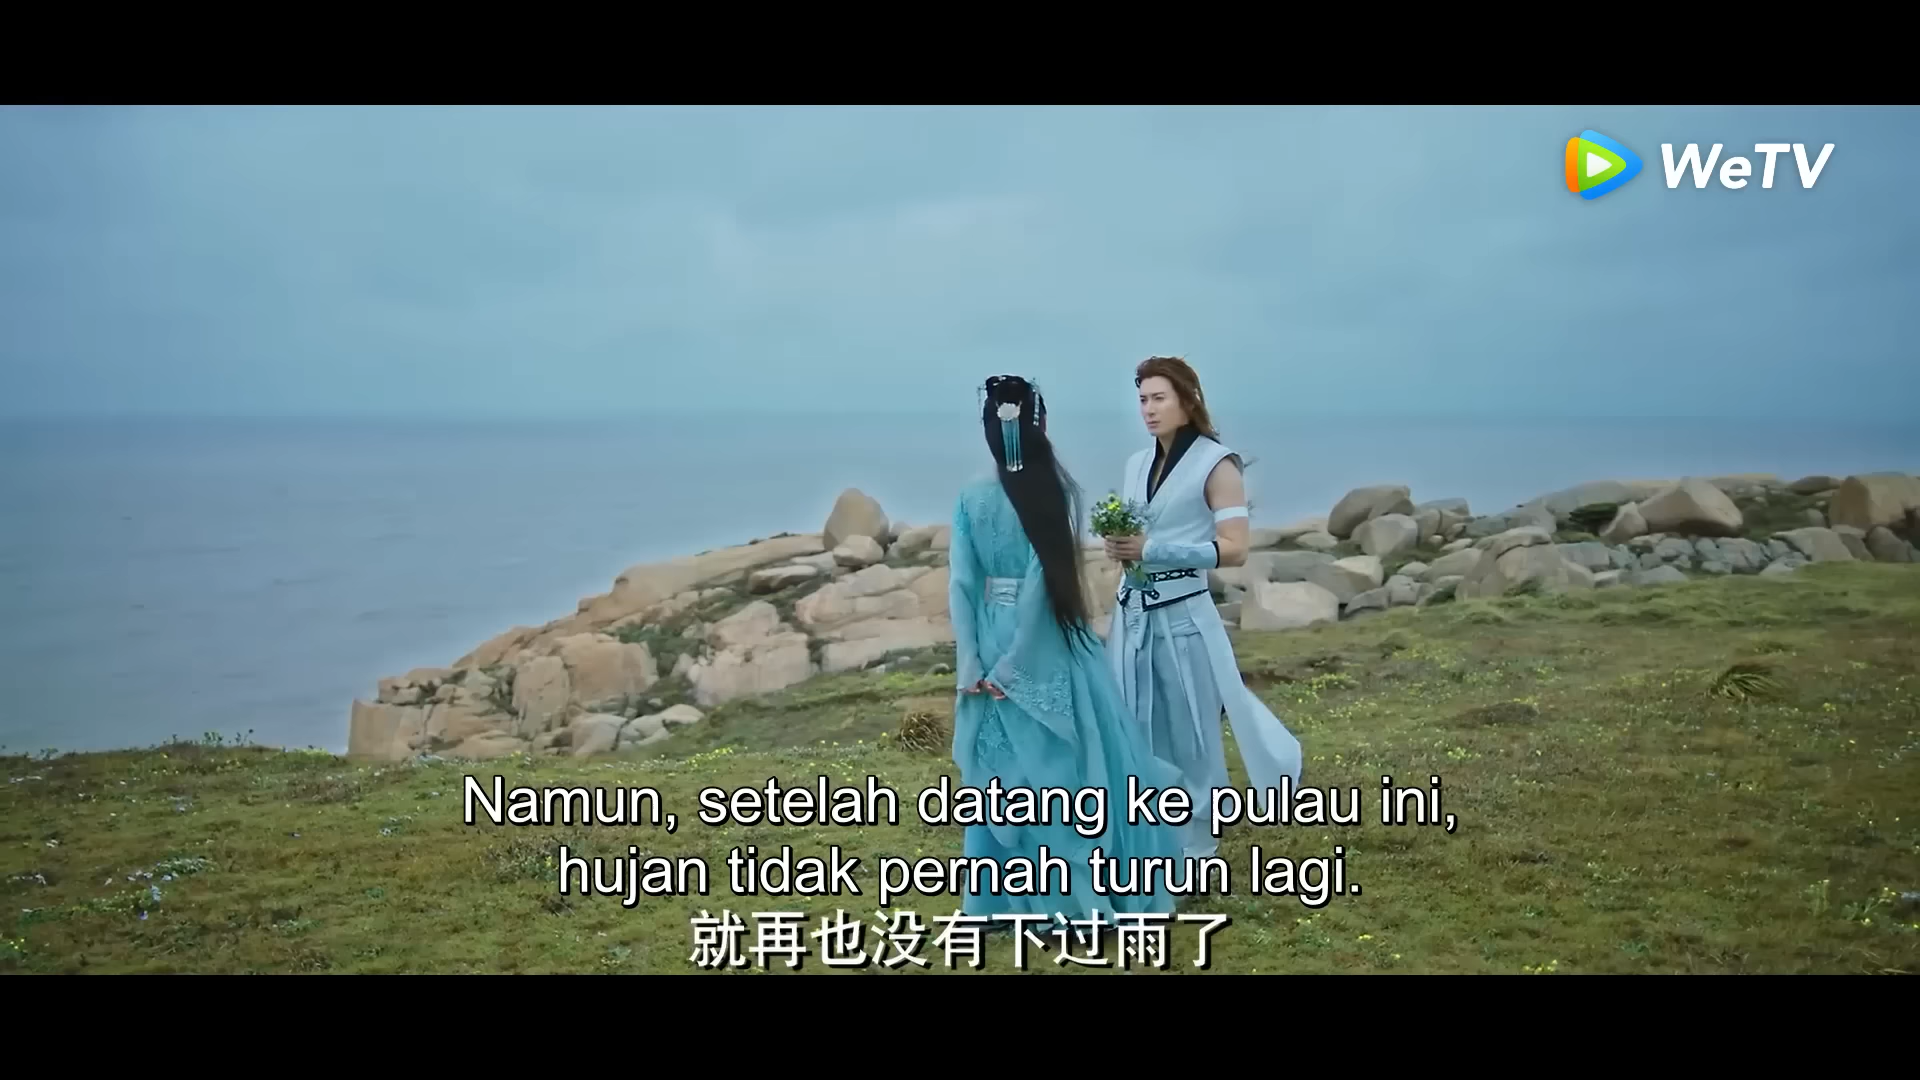 WeTV
Namun, setelah datang ke pulau ini,
hujan tidak pernah turun lagi.
就再也没有下过雨了